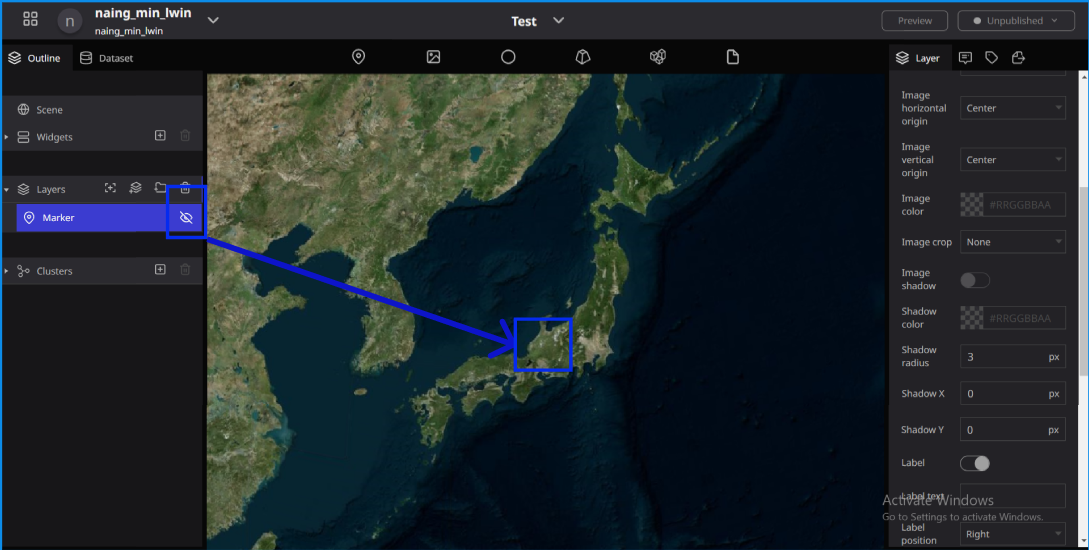 n
naing_min_lwin
naing_min_lwin
Test
Preview
Unpublished
Outline
Dataset
Layer
Scene
Widgets
Layers
Marker
Clusters
Image
horizontal
origin
Center
Image
vertical
origin
Center
Image
color
#RRGGBBAA
Image crop
None
Image
shadow
Shadow
color
#RRGGBBAA
Shadow
radius
3
px
Shadow X
0
px
Shadow Y
0
px
Label
Label text
Activate Windows
Go to Settings to activate Windows.
Label
position
Right